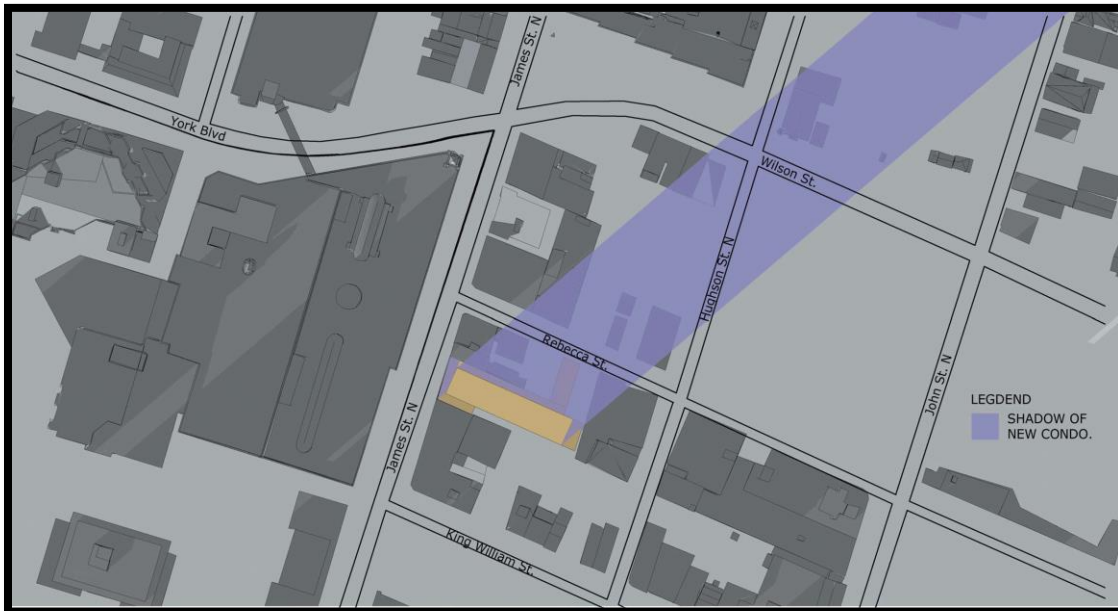 James St. N
York Blvd
Wilson St.
Hughson St. N
Rebecca St.
John St. N
James St. N
King William St.
LEGDEND
SHADOW OF
NEW CONDO.